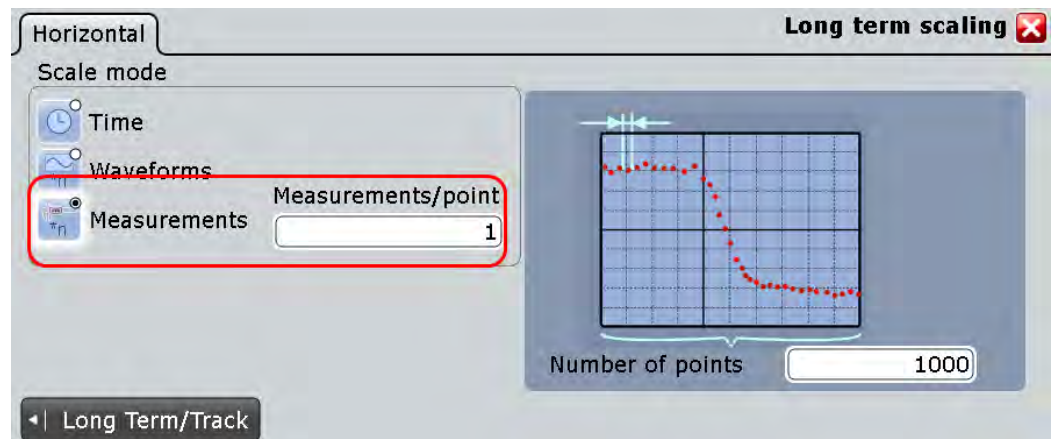 Horizontal
Long term scaling
Scale mode
Time
Waveforms
*n
Measurements
*n
Measurements/point
1
Number of points
1000
Long Term/Track